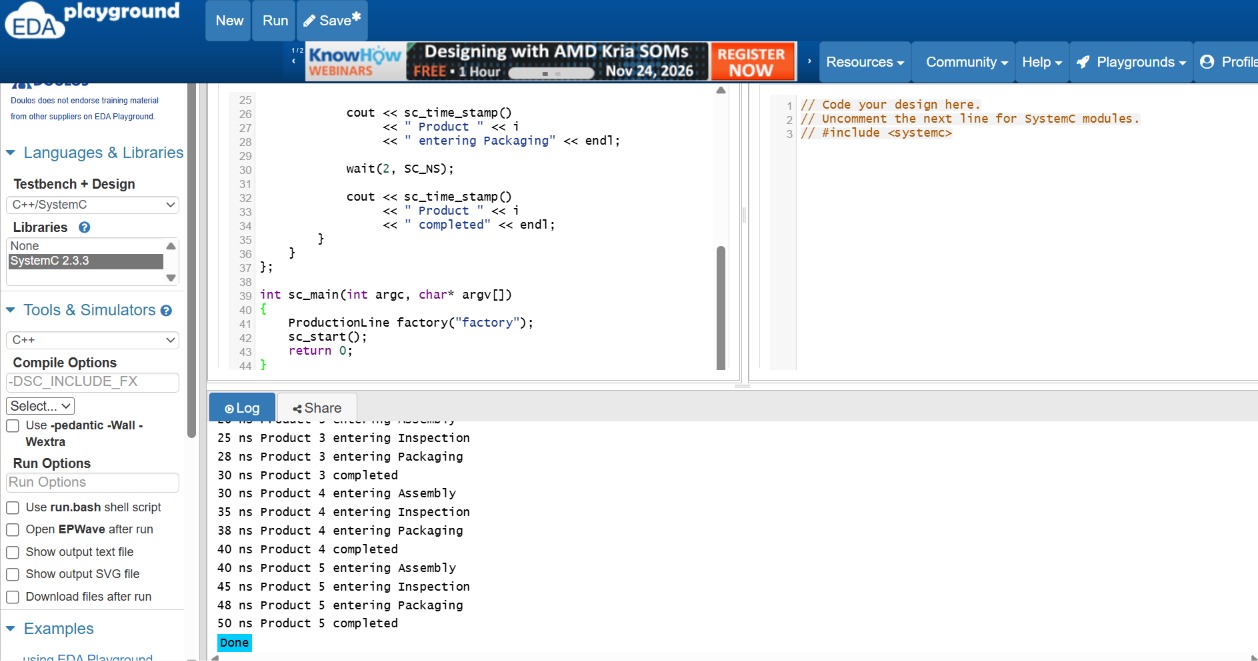 EDA playground
New Run Save*
1/2
KnowHow WEBINARS
Designing with AMD Kria SOMs
FREE • 1 Hour Nov 24, 2026
REGISTER NOW
Resources Community Help Playgrounds Profile
DOULOS
Doulos does not endorse training material
from other suppliers on EDA Playground.
Languages & Libraries
Testbench + Design
C++/SystemC
Libraries
None
SystemC 2.3.3
Tools & Simulators
C++
Compile Options
-DSC_INCLUDE_FX
Select...
Use -pedantic -Wall -
Wextra
Run Options
Run Options
Use run.bash shell script
Open EPWave after run
Show output text file
Show output SVG file
Download files after run
Examples
using EDA Playground
25
26 cout << sc_time_stamp()
27 << " Product " << i
28 << " entering Packaging" << endl;
29
30 wait(2, SC_NS);
31
32 cout << sc_time_stamp()
33 << " Product " << i
34 << " completed" << endl;
35 }
36 }
37 };
38
39 int sc_main(int argc, char* argv[])
40 {
41 ProductionLine factory("factory");
42 sc_start();
43 return 0;
44 }
1 // Code your design here.
2 // Uncomment the next line for SystemC modules.
3 // #include <systemc>
Log Share
20 ns Product 3 entering Assembly
25 ns Product 3 entering Inspection
28 ns Product 3 entering Packaging
30 ns Product 3 completed
30 ns Product 4 entering Assembly
35 ns Product 4 entering Inspection
38 ns Product 4 entering Packaging
40 ns Product 4 completed
40 ns Product 5 entering Assembly
45 ns Product 5 entering Inspection
48 ns Product 5 entering Packaging
50 ns Product 5 completed
Done